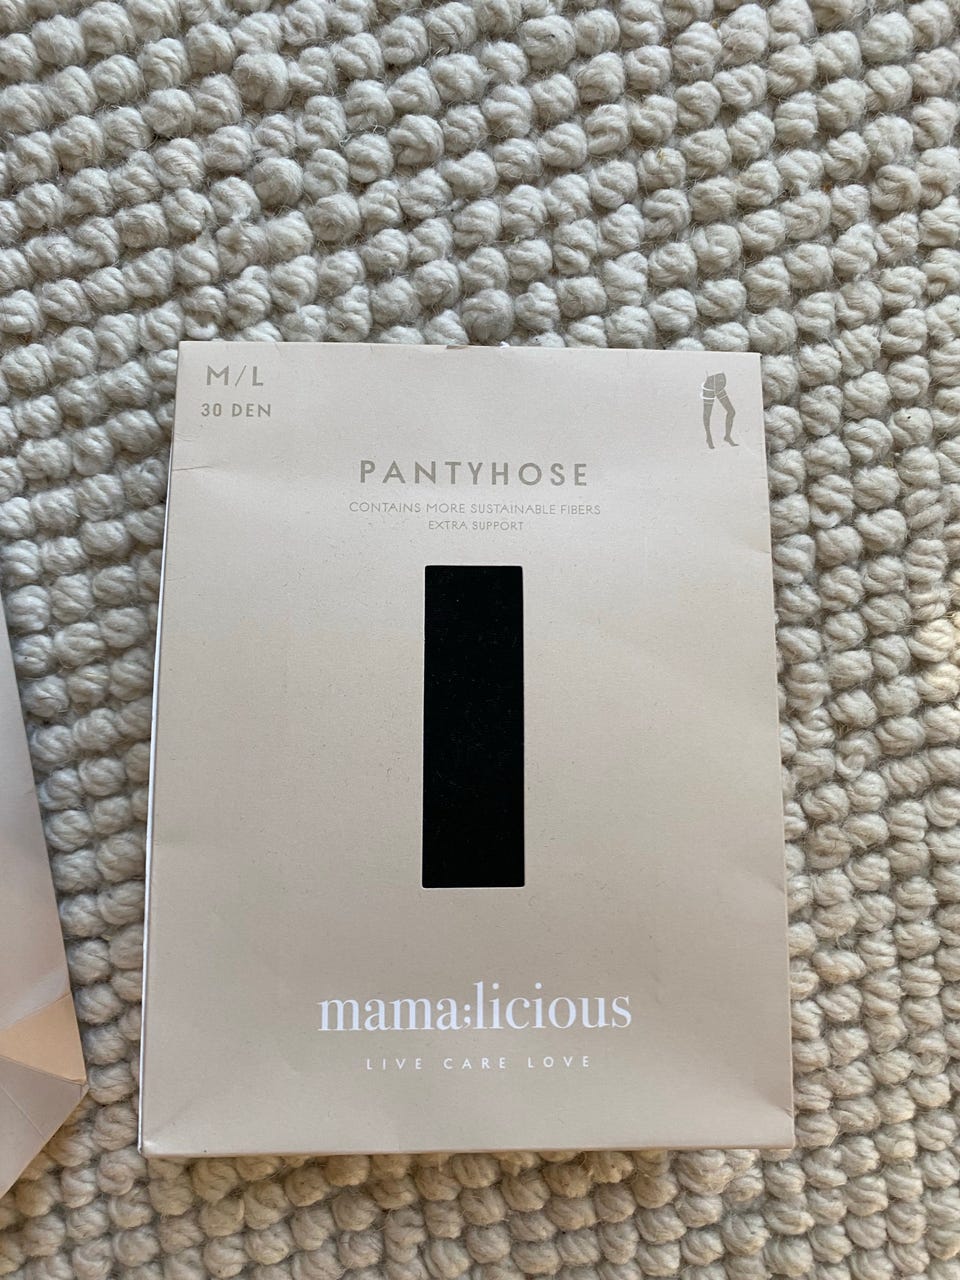 M/L
30 DEN
PANTYHOSE
CONTAINS MORE SUSTAINABLE FIBERS
EXTRA SUPPORT
mama;licious
LIVE CARE LOVE